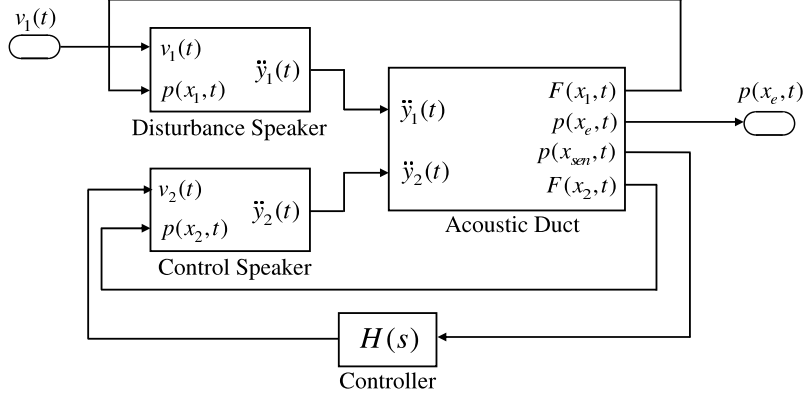 v₁(t)
v₁(t)
p(x₁,t)
ÿ₁(t)
Disturbance Speaker
v₂(t)
p(x₂,t)
ÿ₂(t)
Control Speaker
ÿ₁(t)
ÿ₂(t)
F(x₁,t)
p(xₑ,t)
p(x_sen,t)
F(x₂,t)
Acoustic Duct
p(xₑ,t)
H(s)
Controller